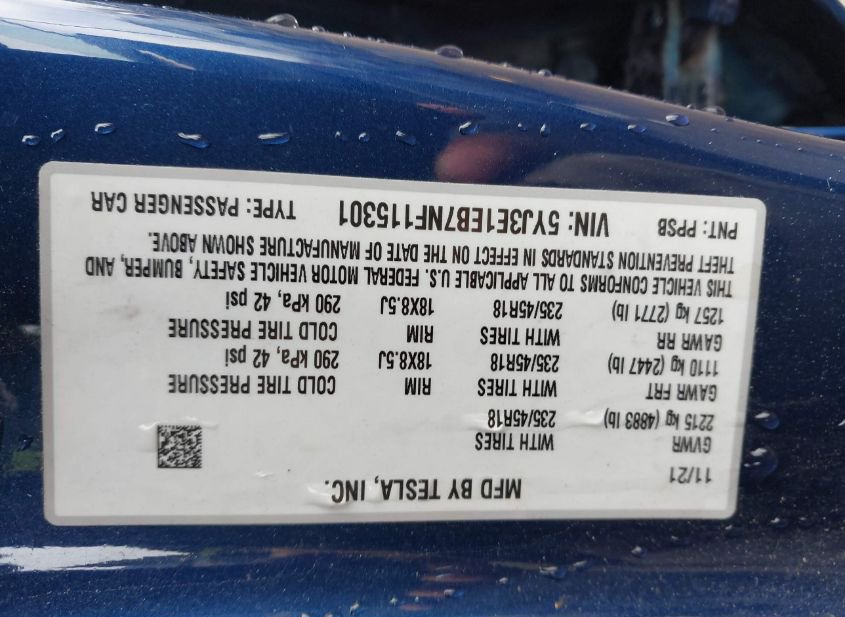 MFD BY TESLA, INC.
11/21
GVWR WITH TIRES
2215 kg (4883 lb) 235/45R18
GAWR FRT WITH TIRES RIM COLD TIRE PRESSURE
1110 kg (2447 lb) 235/45R18 18X8.5J 290 kPa, 42 psi
GAWR RR WITH TIRES RIM COLD TIRE PRESSURE
1257 kg (2771 lb) 235/45R18 18X8.5J 290 kPa, 42 psi
THIS VEHICLE CONFORMS TO ALL APPLICABLE U.S. FEDERAL MOTOR VEHICLE SAFETY, BUMPER, AND
THEFT PREVENTION STANDARDS IN EFFECT ON THE DATE OF MANUFACTURE SHOWN ABOVE.
PNT: PPSB VIN: 5YJ3E1EB7NF115301 TYPE: PASSENGER CAR